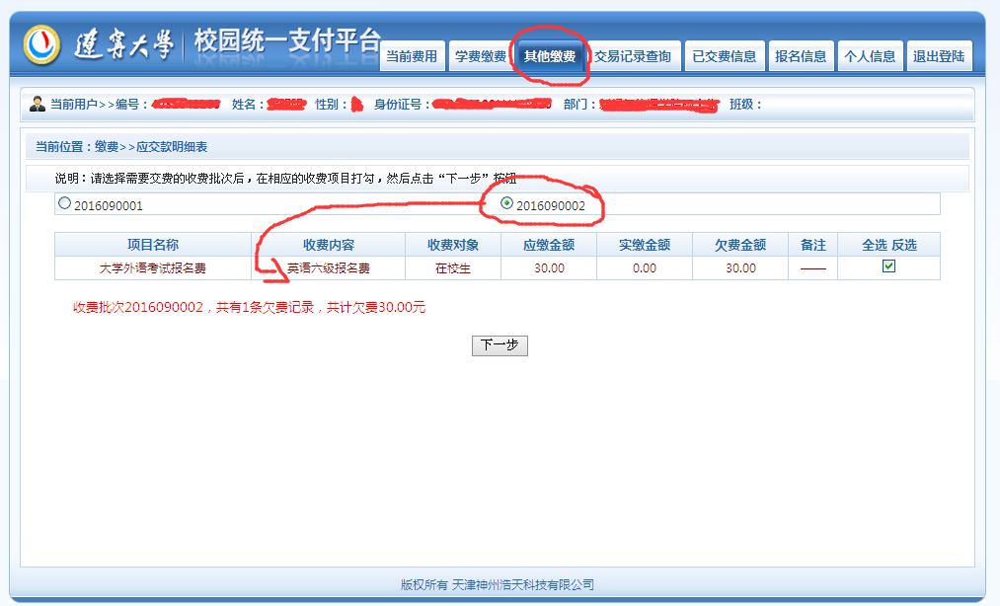 辽宁大学 校园统一支付平台
当前费用 学费缴费 其他缴费 交易记录查询 已交费信息 报名信息 个人信息 退出登陆
当前用户>>编号： 姓名： 性别： 身份证号： 部门： 班级：
当前位置：缴费>>应交款明细表
说明：请选择需要交费的收费批次后，在相应的收费项目打勾，然后点击“下一步”按钮
2016090001 2016090002
项目名称 收费内容 收费对象 应缴金额 实缴金额 欠费金额 备注 全选 反选
大学外语考试报名费 英语六级报名费 在校生 30.00 0.00 30.00 ——
收费批次2016090002，共有1条欠费记录，共计欠费30.00元
下一步
版权所有 天津神州浩天科技有限公司